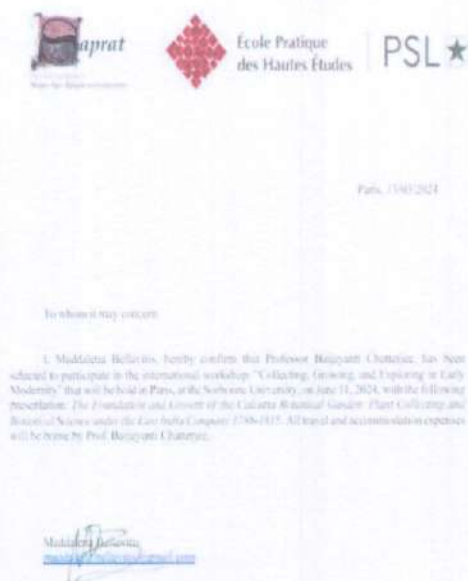 Saprat
École Pratique
des Hautes Études
PSL
Paris, 13/03/2024
To whom it may concern
I, Maddalena Bellavitis, hereby confirm that Professor Baijayanti Chatterjee, has been
selected to participate in the international workshop "Collecting, Growing, and Exploring in Early
Modernity" that will be held in Paris, at the Sorbonne University, on June 11, 2024, with the following
presentation: The Foundation and Growth of the Calcutta Botanical Garden: Plant Collecting and
Botanical Science under the East India Company 1786-1815. All travel and accommodation expenses
will be borne by Prof. Baijayanti Chatterjee.
Maddalena Bellavitis